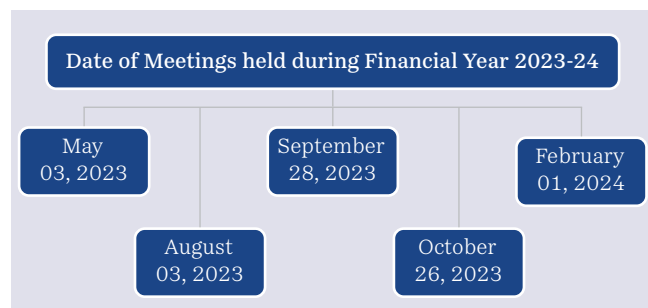 Date of Meetings held during Financial Year 2023-24
May
03, 2023
August
03, 2023
September
28, 2023
October
26, 2023
February
01, 2024